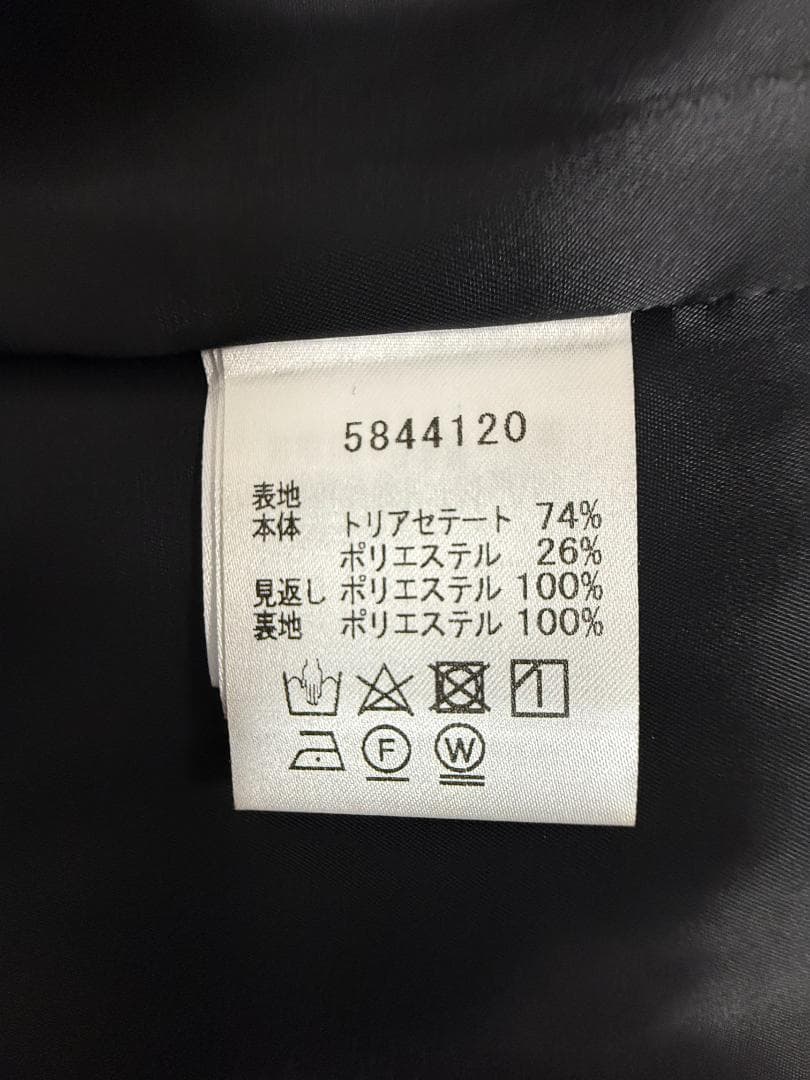 5844120
表地
本体 トリアセテート 74%
ポリエステル 26%
見返し ポリエステル 100%
裏地 ポリエステル 100%
F W